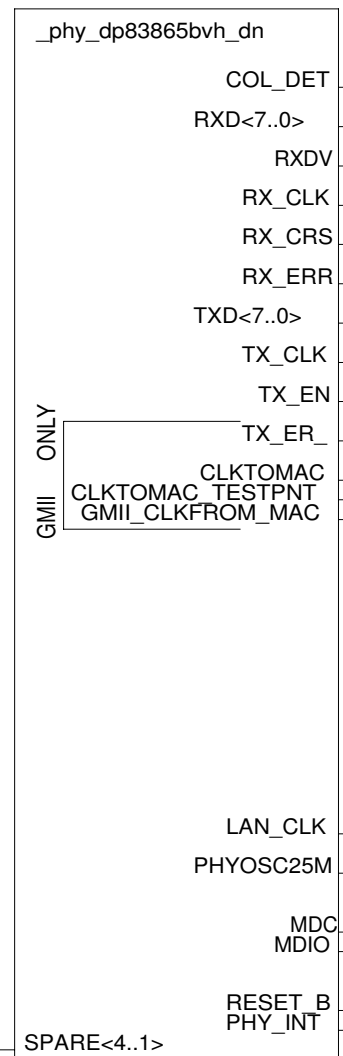 _phy_dp83865bvh_dn
COL_DET
RXD<7..0>
RXDV
RX_CLK
RX_CRS
RX_ERR
TXD<7..0>
TX_CLK
TX_EN
GMII ONLY
TX_ER_
CLKTOMAC
CLKTOMAC_TESTPNT
GMII_CLKFROM_MAC
LAN_CLK
PHYOSC25M
MDC
MDIO
RESET_B
PHY_INT
SPARE<4..1>